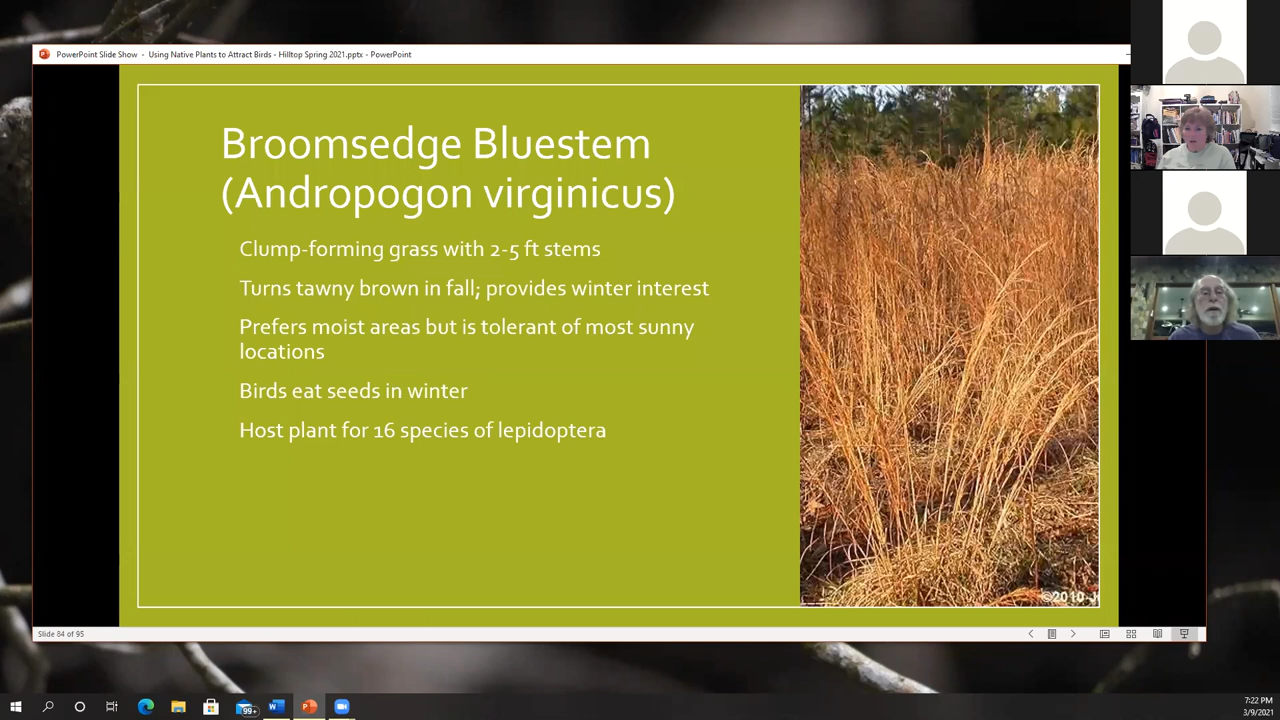 PowerPoint Slide Show - Using Native Plants to Attract Birds - Hilltop Spring 2021.pptx - PowerPoint
Broomsedge Bluestem
(Andropogon virginicus)
Clump-forming grass with 2-5 ft stems
Turns tawny brown in fall; provides winter interest
Prefers moist areas but is tolerant of most sunny
locations
Birds eat seeds in winter
Host plant for 16 species of lepidoptera
©2010 J
Slide 84 of 95
99+
7:22 PM
3/9/2021